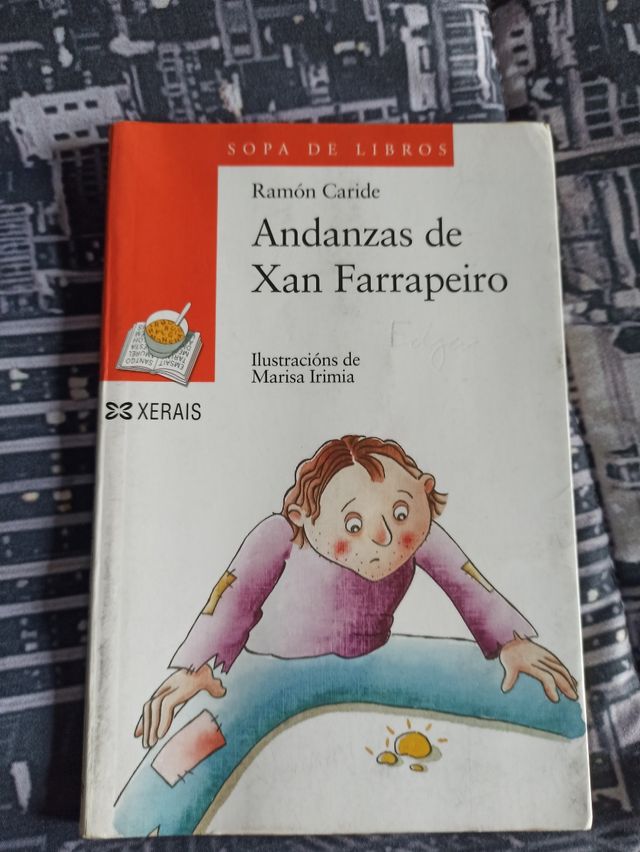 SOPA DE LIBROS
Ramón Caride
Andanzas de
Xan Farrapeiro
Ilustracións de
Marisa Irimia
XERAIS